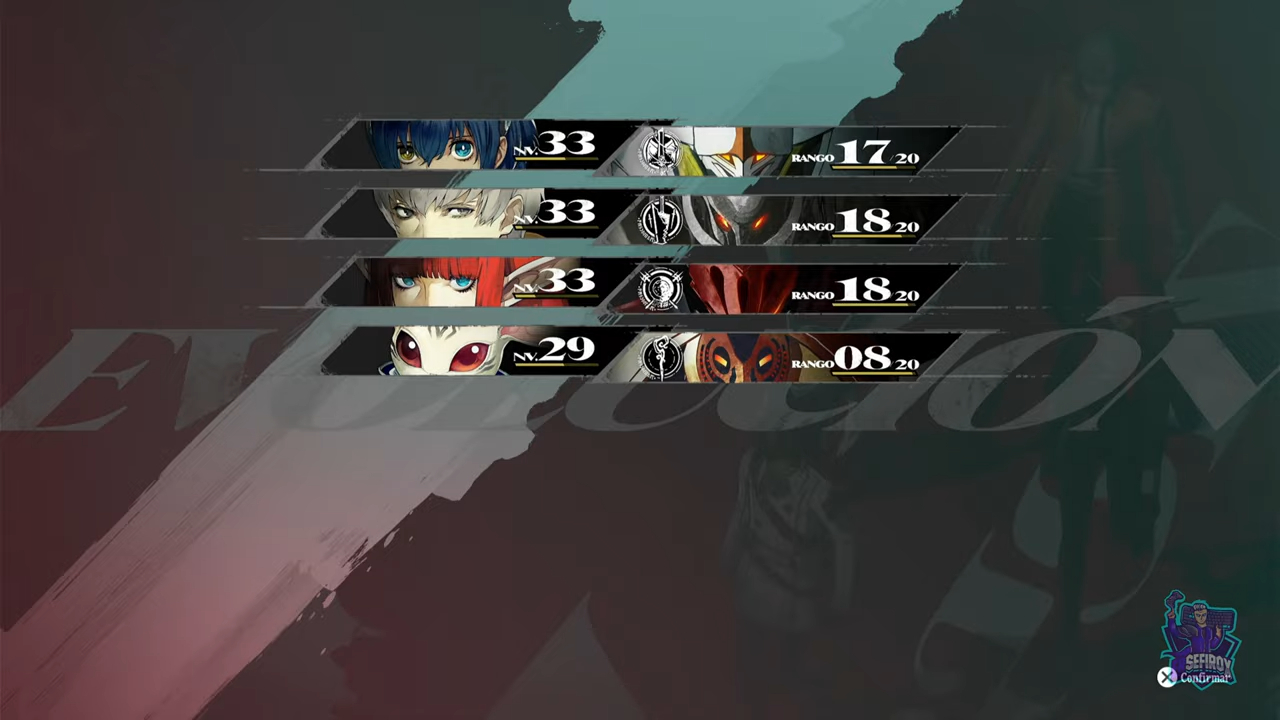 NV. 33 RANGO 17/20
NV. 33 RANGO 18/20
NV. 33 RANGO 18/20
NV. 29 RANGO 08/20
EVOLUCIÓN
SEFIROX
Confirmar